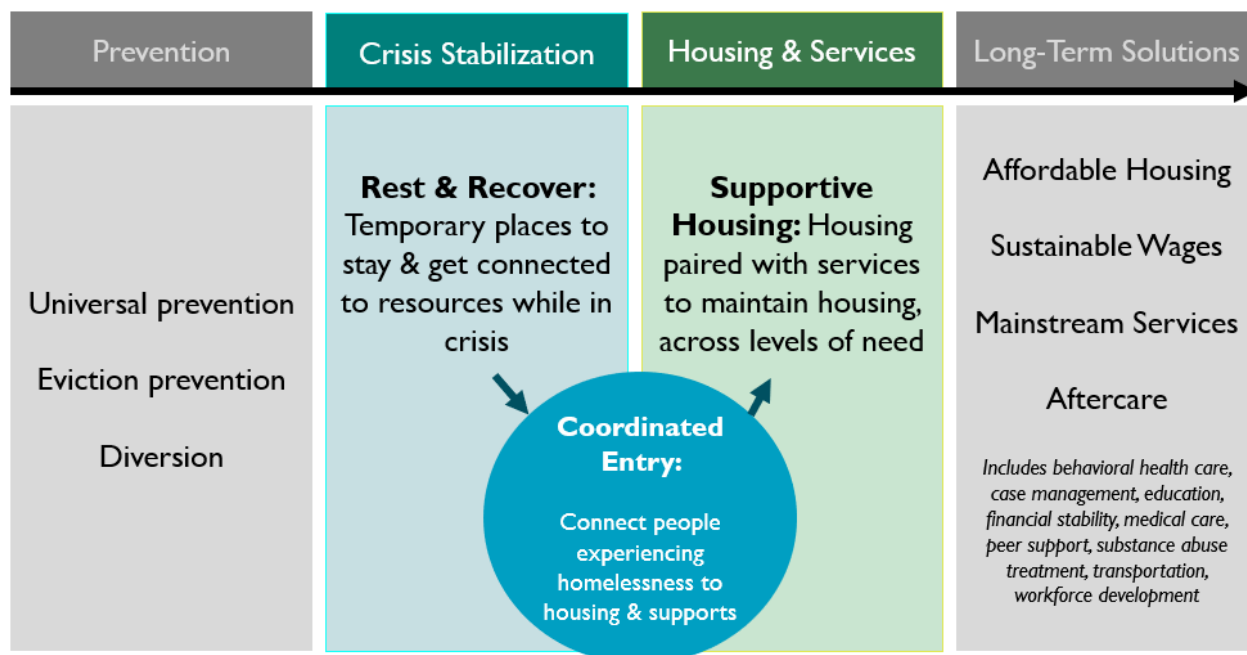 Prevention
Crisis Stabilization
Housing & Services
Long-Term Solutions
Universal prevention
Eviction prevention
Diversion
Rest & Recover:
Temporary places to
stay & get connected
to resources while in
crisis
Coordinated
Entry:
Connect people
experiencing
homelessness to
housing & supports
Supportive
Housing: Housing
paired with services
to maintain housing,
across levels of need
Affordable Housing
Sustainable Wages
Mainstream Services
Aftercare
Includes behavioral health care,
case management, education,
financial stability, medical care,
peer support, substance abuse
treatment, transportation,
workforce development